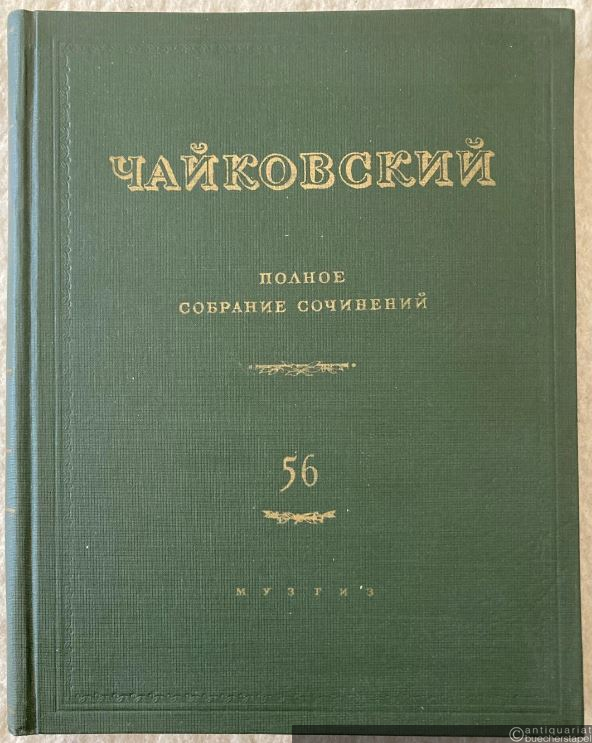 ЧАЙКОВСКИЙ
ПОЛНОЕ
СОБРАНИЕ СОЧИНЕНИЙ
56
МУЗГИЗ
antiquariat
buecherstapel